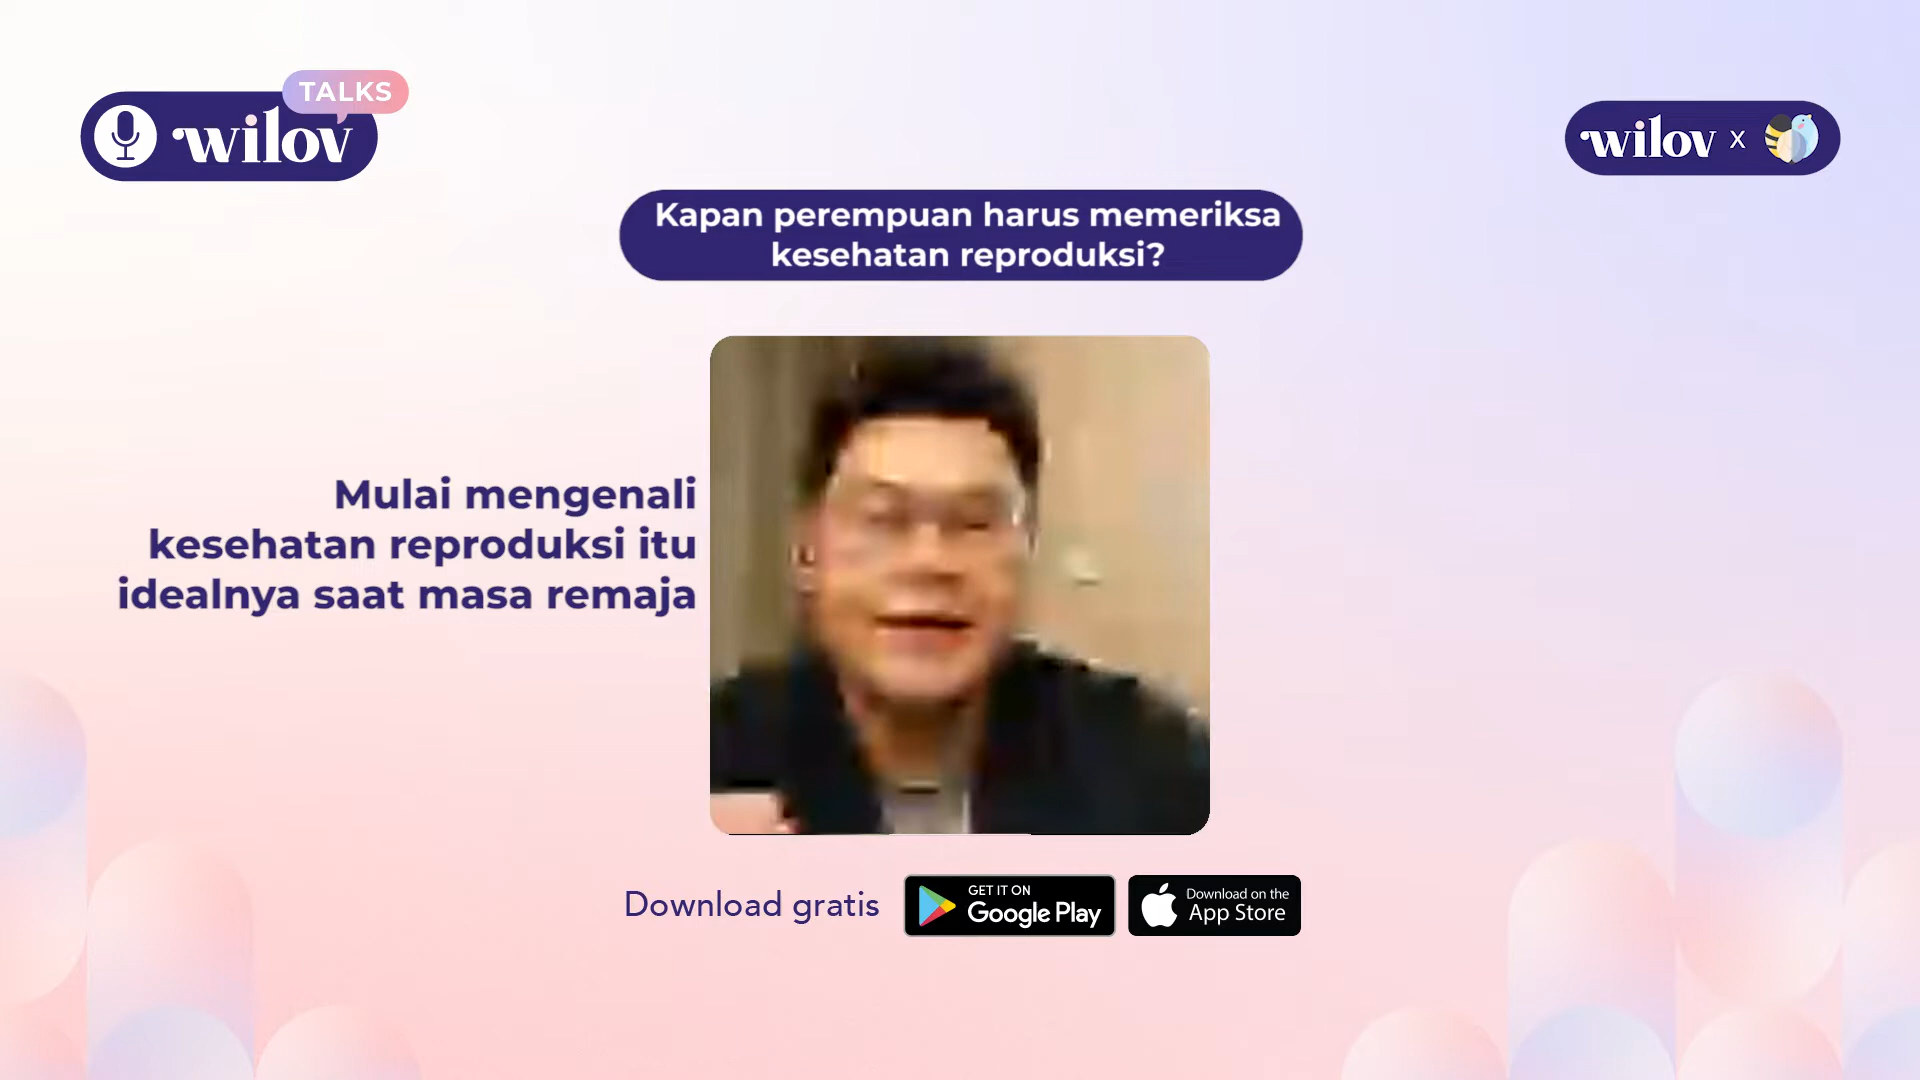 TALKS
wilov
wilov x
Kapan perempuan harus memeriksa
kesehatan reproduksi?
Mulai mengenali
kesehatan reproduksi itu
idealnya saat masa remaja
Download gratis
GET IT ON
Google Play
Download on the
App Store